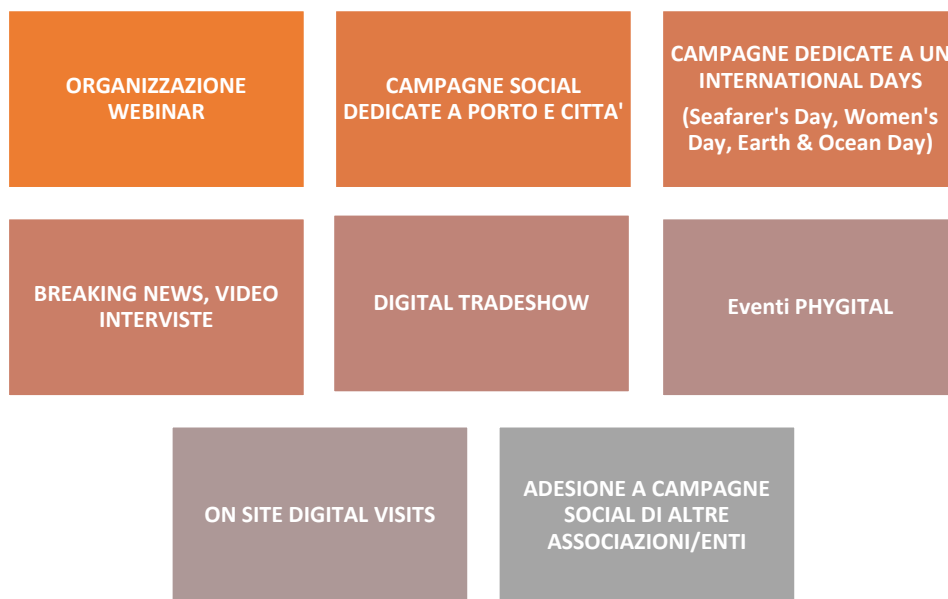 ORGANIZZAZIONE
WEBINAR
CAMPAGNE SOCIAL
DEDICATE A PORTO E CITTA'
CAMPAGNE DEDICATE A UN
INTERNATIONAL DAYS
(Seafarer's Day, Women's
Day, Earth & Ocean Day)
BREAKING NEWS, VIDEO
INTERVISTE
DIGITAL TRADESHOW
Eventi PHYGITAL
ON SITE DIGITAL VISITS
ADESIONE A CAMPAGNE
SOCIAL DI ALTRE
ASSOCIAZIONI/ENTI